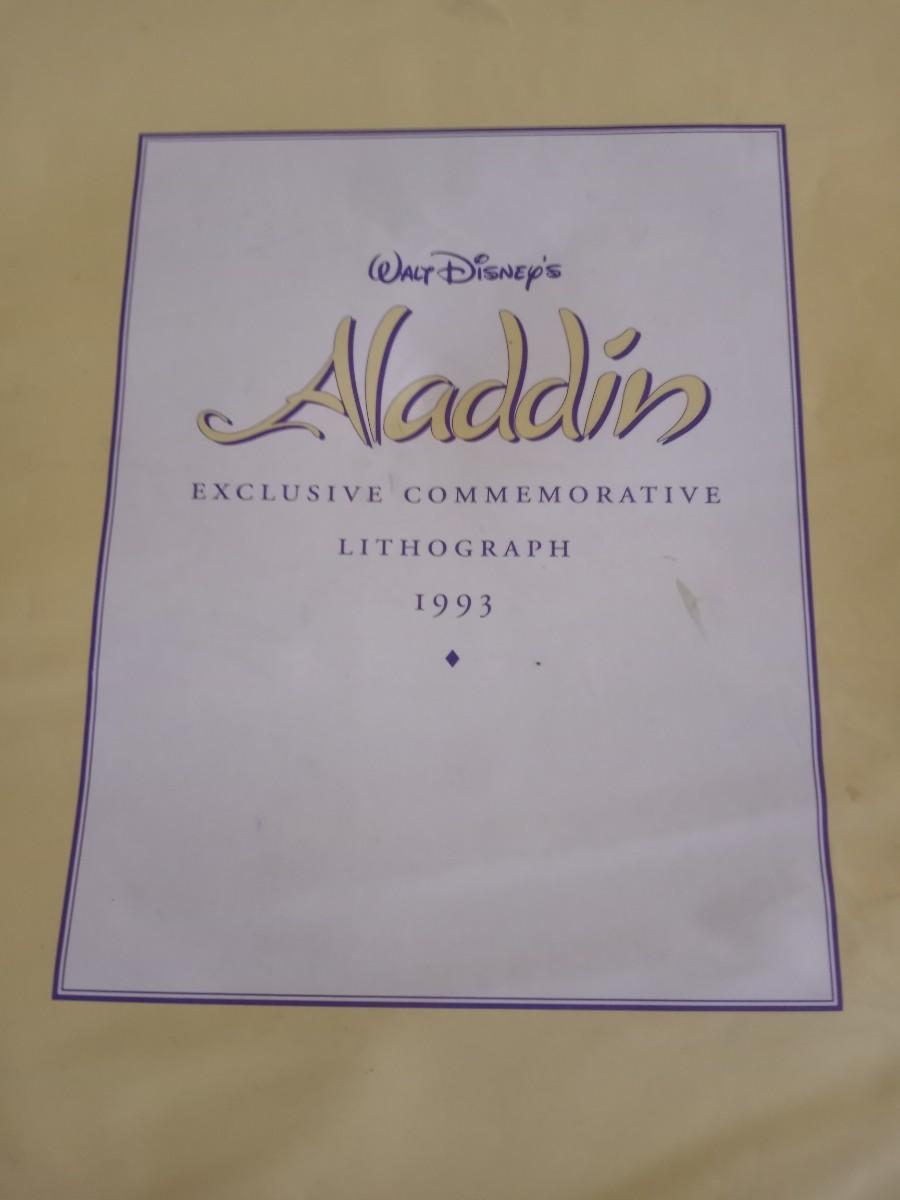 Walt Disney's
Aladdin
EXCLUSIVE COMMEMORATIVE
LITHOGRAPH
1993